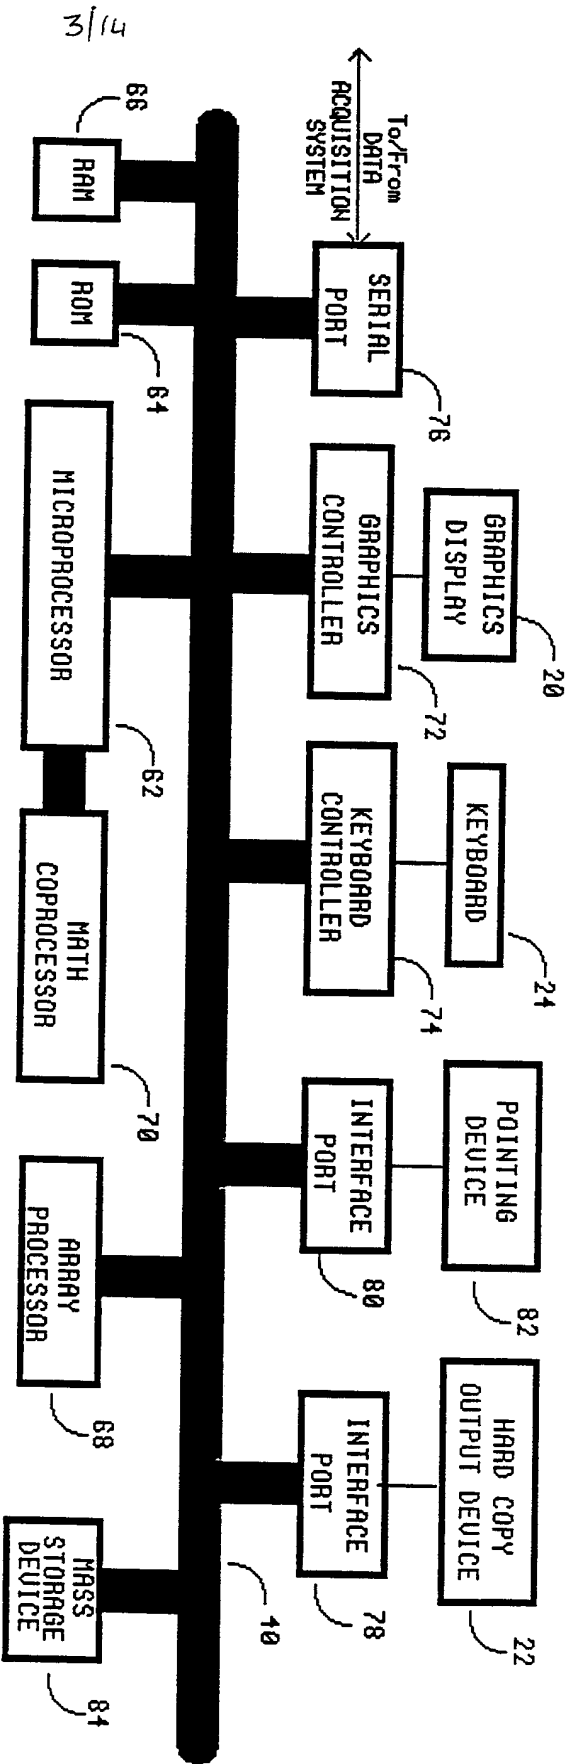 3/14
To/From
DATA
ACQUISITION
SYSTEM
SERIAL
PORT
76
GRAPHICS
DISPLAY
20
GRAPHICS
CONTROLLER
72
KEYBOARD
24
KEYBOARD
CONTROLLER
74
POINTING
DEVICE
82
INTERFACE
PORT
80
HARD COPY
OUTPUT DEVICE
22
INTERFACE
PORT
78
40
66
RAM
ROM
64
MICROPROCESSOR
62
MATH
COPROCESSOR
70
ARRAY
PROCESSOR
68
MASS
STORAGE
DEVICE
84